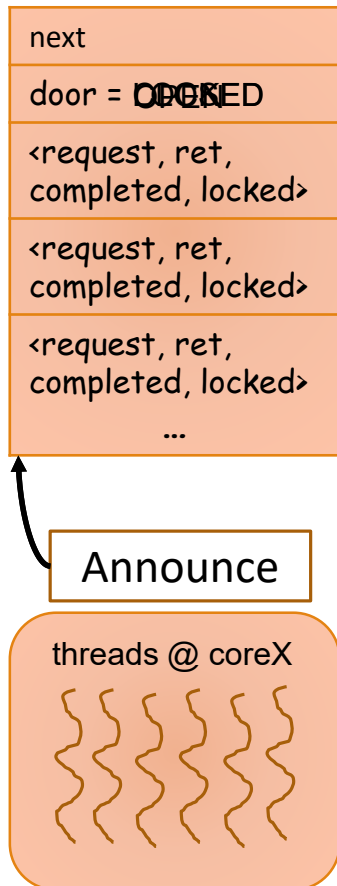 next
door =
<request, ret,
completed, locked>
<request, ret,
completed, locked>
<request, ret,
completed, locked>
...
Announce
threads @ coreX